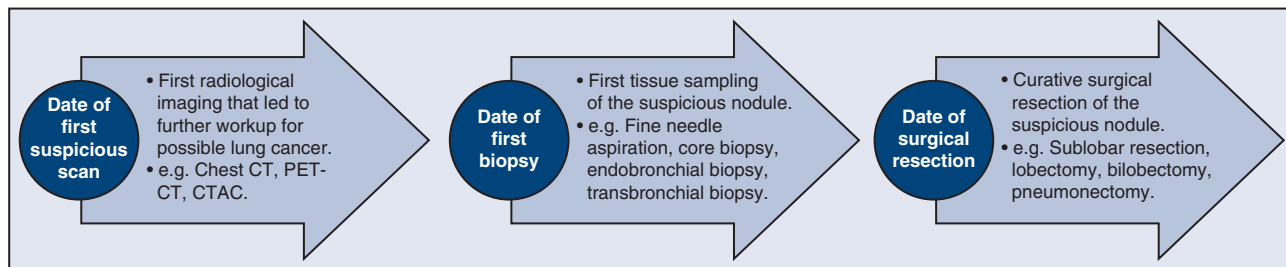 Date of
first
suspicious
scan
• First radiological
imaging that led to
further workup for
possible lung cancer.
• e.g. Chest CT, PET-
CT, CTAC.
Date of
first
biopsy
• First tissue sampling
of the suspicious nodule.
• e.g. Fine needle
aspiration, core biopsy,
endobronchial biopsy,
transbronchial biopsy.
Date of
surgical
resection
• Curative surgical
resection of the
suspicious nodule.
• e.g. Sublobar resection,
lobectomy, bilobectomy,
pneumonectomy.